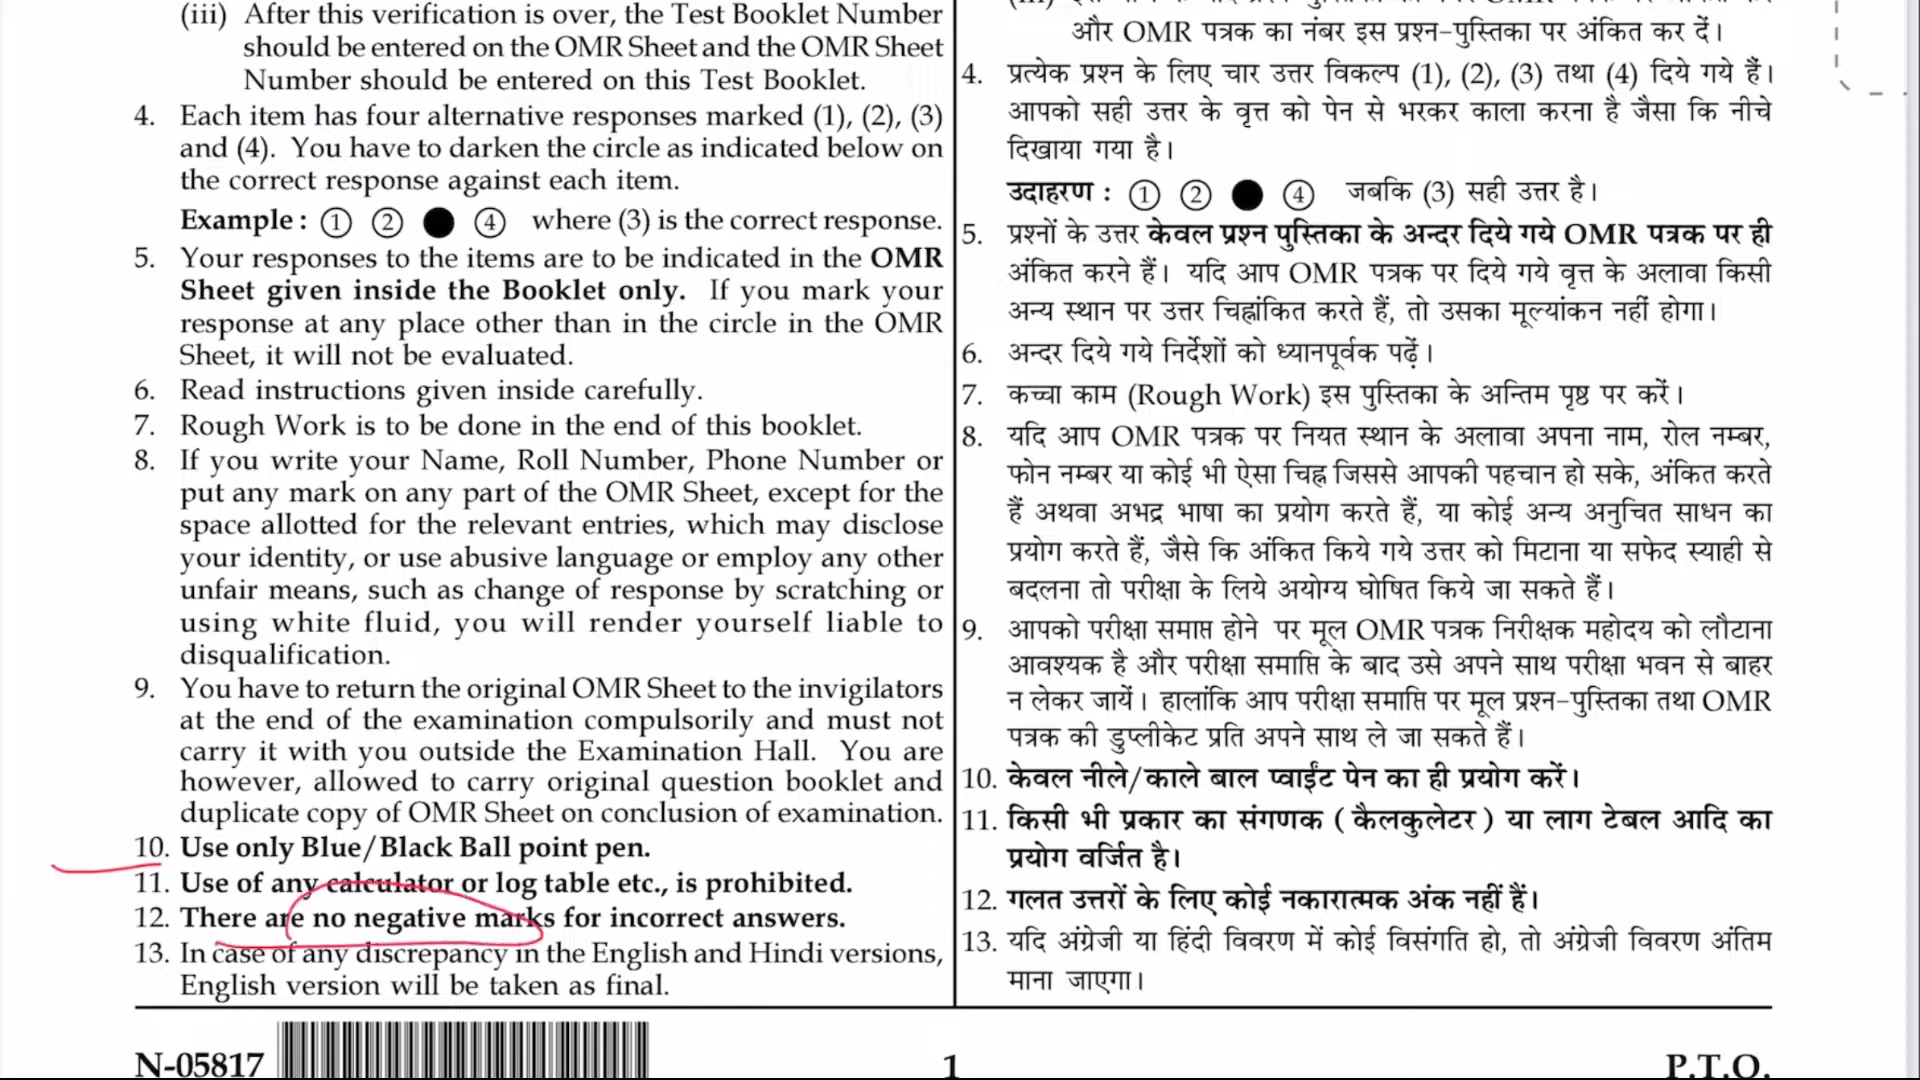 (iii) After this verification is over, the Test Booklet Number
should be entered on the OMR Sheet and the OMR Sheet
Number should be entered on this Test Booklet.
4. Each item has four alternative responses marked (1), (2), (3)
and (4). You have to darken the circle as indicated below on
the correct response against each item.
Example : ① ② ● ④ where (3) is the correct response.
5. Your responses to the items are to be indicated in the OMR
Sheet given inside the Booklet only. If you mark your
response at any place other than in the circle in the OMR
Sheet, it will not be evaluated.
6. Read instructions given inside carefully.
7. Rough Work is to be done in the end of this booklet.
8. If you write your Name, Roll Number, Phone Number or
put any mark on any part of the OMR Sheet, except for the
space allotted for the relevant entries, which may disclose
your identity, or use abusive language or employ any other
unfair means, such as change of response by scratching or
using white fluid, you will render yourself liable to
disqualification.
9. You have to return the original OMR Sheet to the invigilators
at the end of the examination compulsorily and must not
carry it with you outside the Examination Hall. You are
however, allowed to carry original question booklet and
duplicate copy of OMR Sheet on conclusion of examination.
10. Use only Blue/Black Ball point pen.
11. Use of any calculator or log table etc., is prohibited.
12. There are no negative marks for incorrect answers.
13. In case of any discrepancy in the English and Hindi versions,
English version will be taken as final.
और OMR पत्रक का नंबर इस प्रश्न-पुस्तिका पर अंकित कर दें।
4. प्रत्येक प्रश्न के लिए चार उत्तर विकल्प (1), (2), (3) तथा (4) दिये गये हैं।
आपको सही उत्तर के वृत्त को पेन से भरकर काला करना है जैसा कि नीचे
दिखाया गया है।
उदाहरण : ① ② ● ④ जबकि (3) सही उत्तर है।
5. प्रश्नों के उत्तर केवल प्रश्न पुस्तिका के अन्दर दिये गये OMR पत्रक पर ही
अंकित करने हैं। यदि आप OMR पत्रक पर दिये गये वृत्त के अलावा किसी
अन्य स्थान पर उत्तर चिह्नांकित करते हैं, तो उसका मूल्यांकन नहीं होगा।
6. अन्दर दिये गये निर्देशों को ध्यानपूर्वक पढ़ें।
7. कच्चा काम (Rough Work) इस पुस्तिका के अन्तिम पृष्ठ पर करें।
8. यदि आप OMR पत्रक पर नियत स्थान के अलावा अपना नाम, रोल नम्बर,
फोन नम्बर या कोई भी ऐसा चिह्न जिससे आपकी पहचान हो सके, अंकित करते
हैं अथवा अभद्र भाषा का प्रयोग करते हैं, या कोई अन्य अनुचित साधन का
प्रयोग करते हैं, जैसे कि अंकित किये गये उत्तर को मिटाना या सफेद स्याही से
बदलना तो परीक्षा के लिये अयोग्य घोषित किये जा सकते हैं।
9. आपको परीक्षा समाप्त होने पर मूल OMR पत्रक निरीक्षक महोदय को लौटाना
आवश्यक है और परीक्षा समाप्ति के बाद उसे अपने साथ परीक्षा भवन से बाहर
न लेकर जायें। हालांकि आप परीक्षा समाप्ति पर मूल प्रश्न-पुस्तिका तथा OMR
पत्रक की डुप्लीकेट प्रति अपने साथ ले जा सकते हैं।
10. केवल नीले/काले बाल प्वाईंट पेन का ही प्रयोग करें।
11. किसी भी प्रकार का संगणक (कैलकुलेटर) या लाग टेबल आदि का
प्रयोग वर्जित है।
12. गलत उत्तरों के लिए कोई नकारात्मक अंक नहीं हैं।
13. यदि अंग्रेजी या हिंदी विवरण में कोई विसंगति हो, तो अंग्रेजी विवरण अंतिम
माना जाएगा।
N-05817 1 P.T.O.